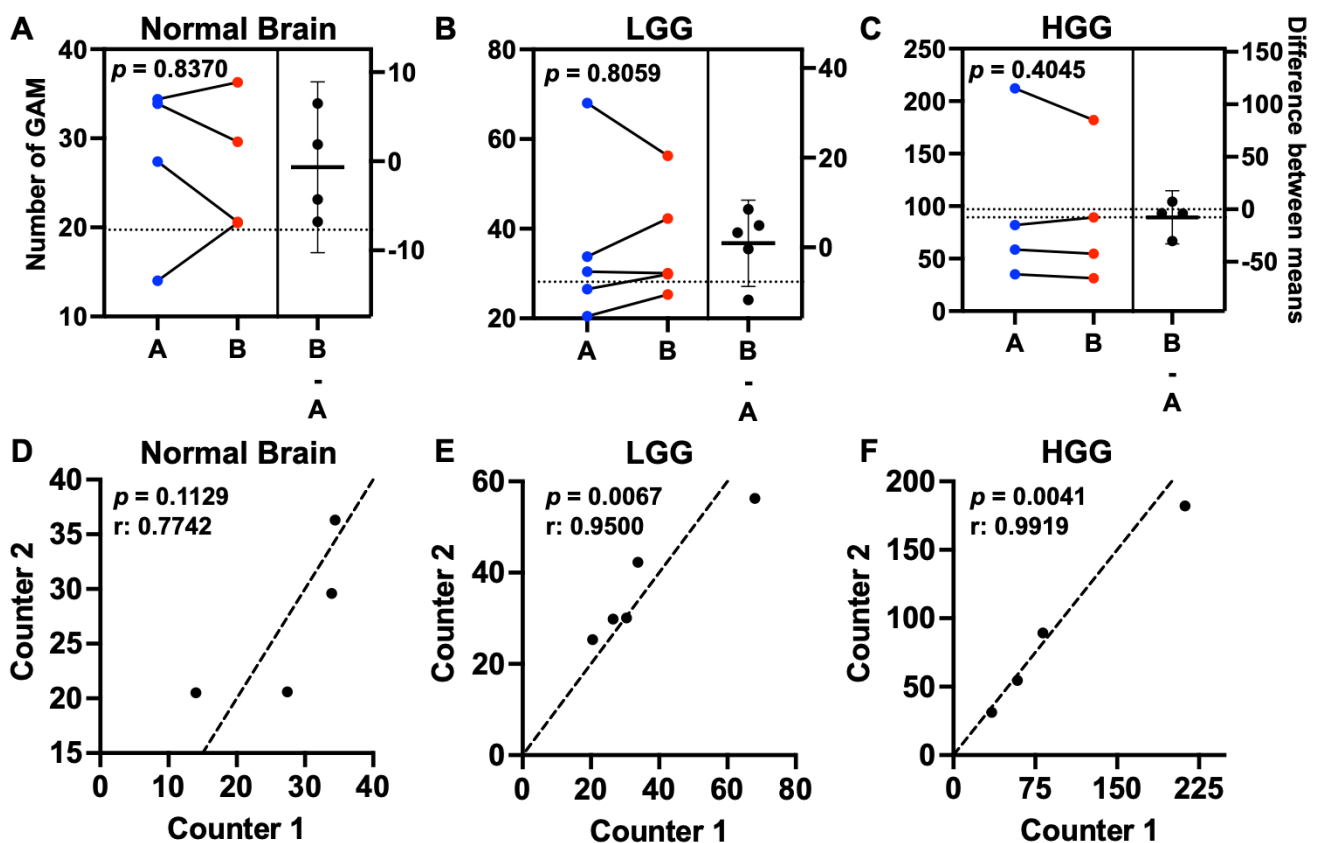 A Normal Brain
p = 0.8370
Number of GAM
40
30
20
10
10
0
-10
A B B
-
A
B LGG
p = 0.8059
80
60
40
20
40
20
0
A B B
-
A
C HGG
p = 0.4045
250
200
150
100
50
0
150
100
50
0
-50
Difference between means
A B B
-
A
D Normal Brain
p = 0.1129
r: 0.7742
Counter 2
40
35
30
25
20
15
0 10 20 30 40
Counter 1
E LGG
p = 0.0067
r: 0.9500
Counter 2
60
40
20
0
0 20 40 60 80
Counter 1
F HGG
p = 0.0041
r: 0.9919
Counter 2
200
150
100
50
0
0 75 150 225
Counter 1